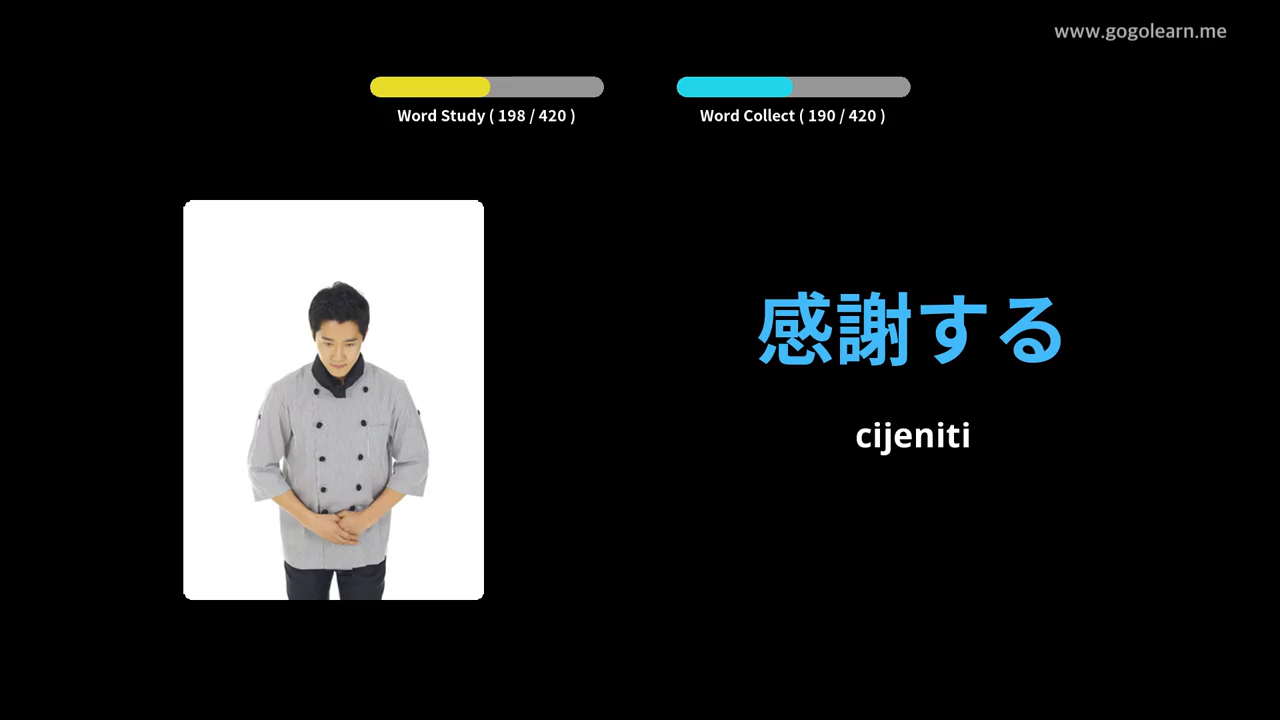 www.gogolearn.me
Word Study ( 198 / 420 )
Word Collect ( 190 / 420 )
感謝する
cijeniti